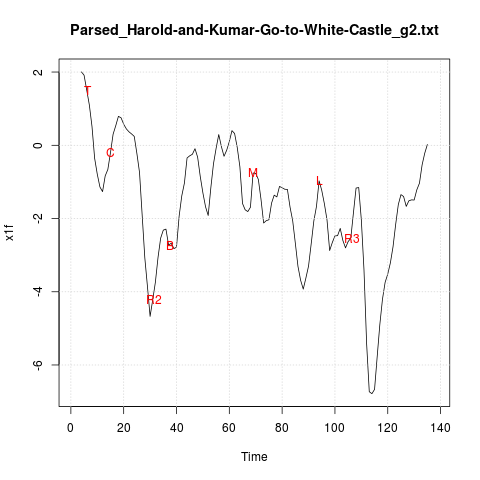 Parsed_Harold-and-Kumar-Go-to-White-Castle_g2.txt
x1f
2
0
-2
-4
-6
T
C
R2
B
M
L
R3
0 20 40 60 80 100 120 140
Time